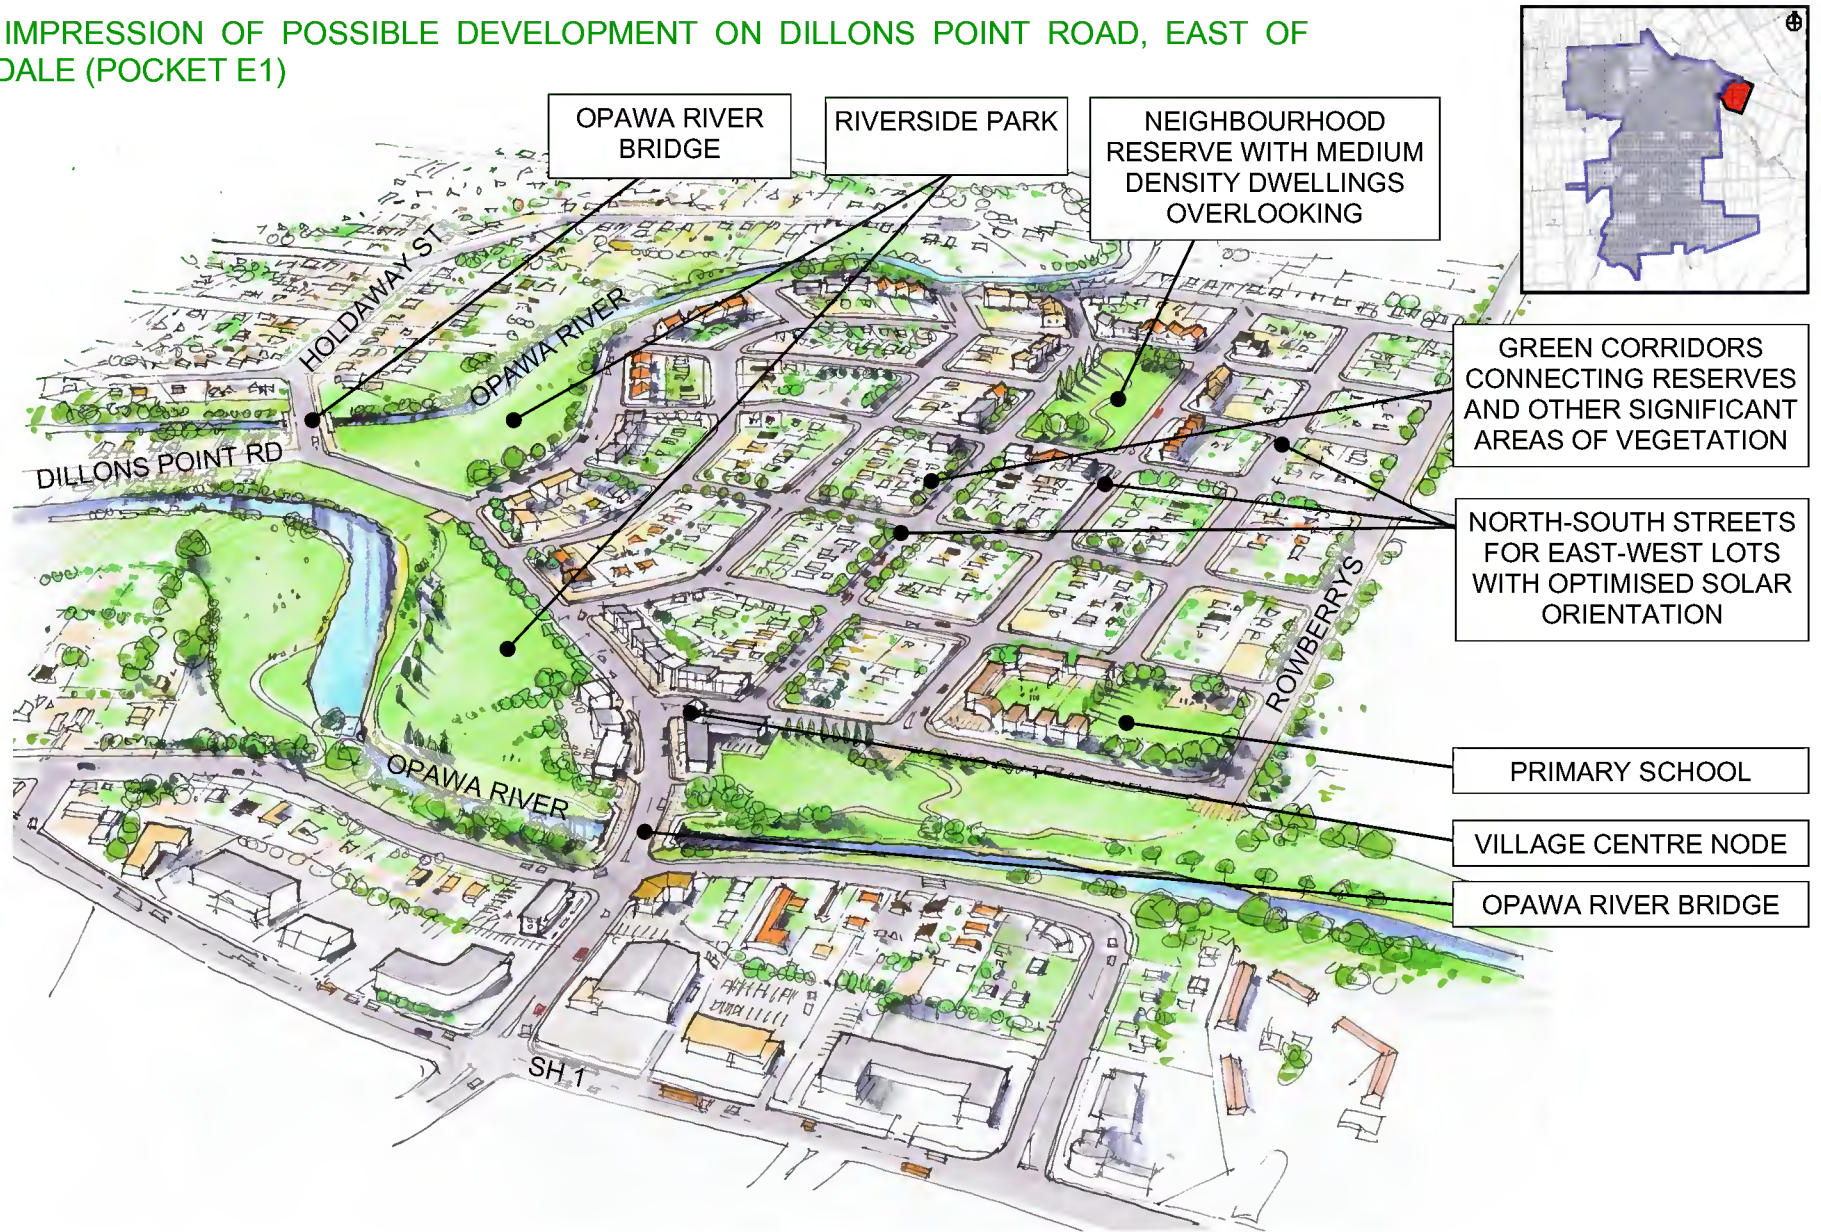 IMPRESSION OF POSSIBLE DEVELOPMENT ON DILLONS POINT ROAD, EAST OF
DALE (POCKET E1)
OPAWA RIVER
BRIDGE
RIVERSIDE PARK
NEIGHBOURHOOD
RESERVE WITH MEDIUM
DENSITY DWELLINGS
OVERLOOKING
HOLDAWAY ST
OPAWA RIVER
DILLONS POINT RD
GREEN CORRIDORS
CONNECTING RESERVES
AND OTHER SIGNIFICANT
AREAS OF VEGETATION
NORTH-SOUTH STREETS
FOR EAST-WEST LOTS
WITH OPTIMISED SOLAR
ORIENTATION
ROWBERRYS
OPAWA RIVER
PRIMARY SCHOOL
VILLAGE CENTRE NODE
OPAWA RIVER BRIDGE
SH 1